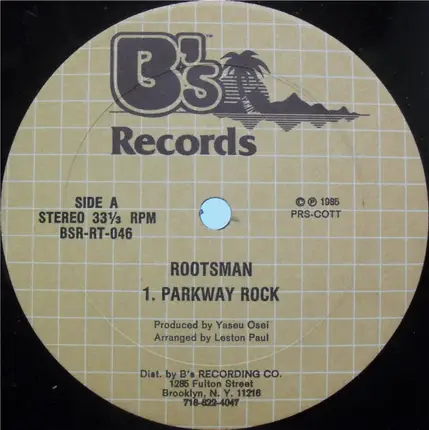 B's™
Records
SIDE A
STEREO 33⅓ RPM
BSR-RT-046
© ℗ 1985
PRS-COTT
ROOTSMAN
1. PARKWAY ROCK
Produced by Yaseu Osei
Arranged by Leston Paul
Dist. by B's RECORDING CO.
1285 Fulton Street
Brooklyn, N. Y. 11216
718-622-4047